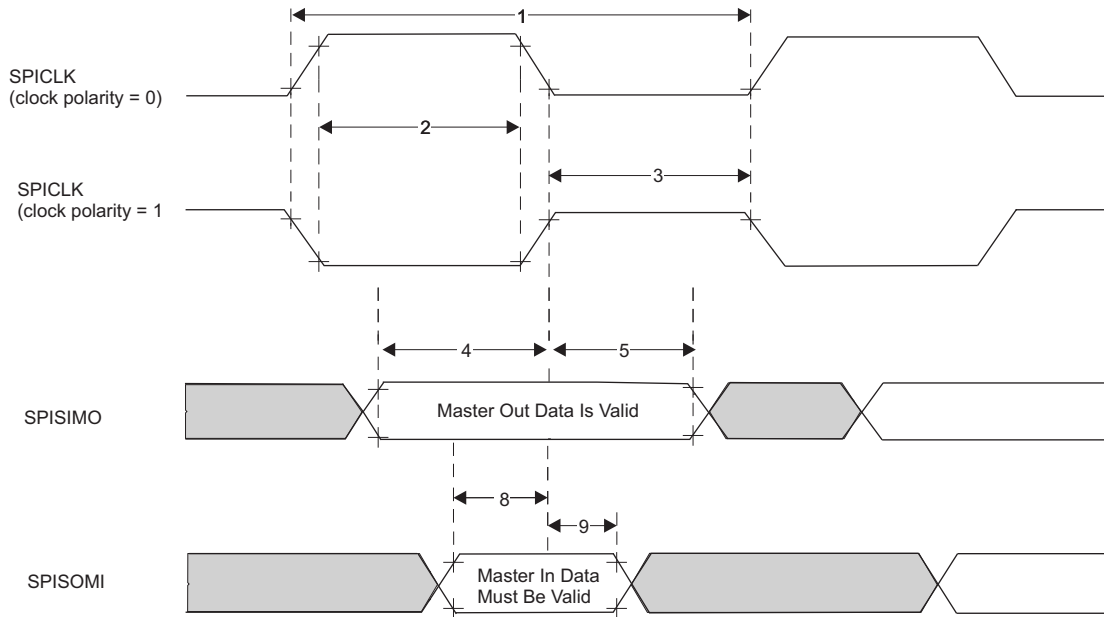 1
SPICLK
(clock polarity = 0)
2
3
SPICLK
(clock polarity = 1
4
5
SPISIMO
Master Out Data Is Valid
8
9
SPISOMI
Master In Data
Must Be Valid